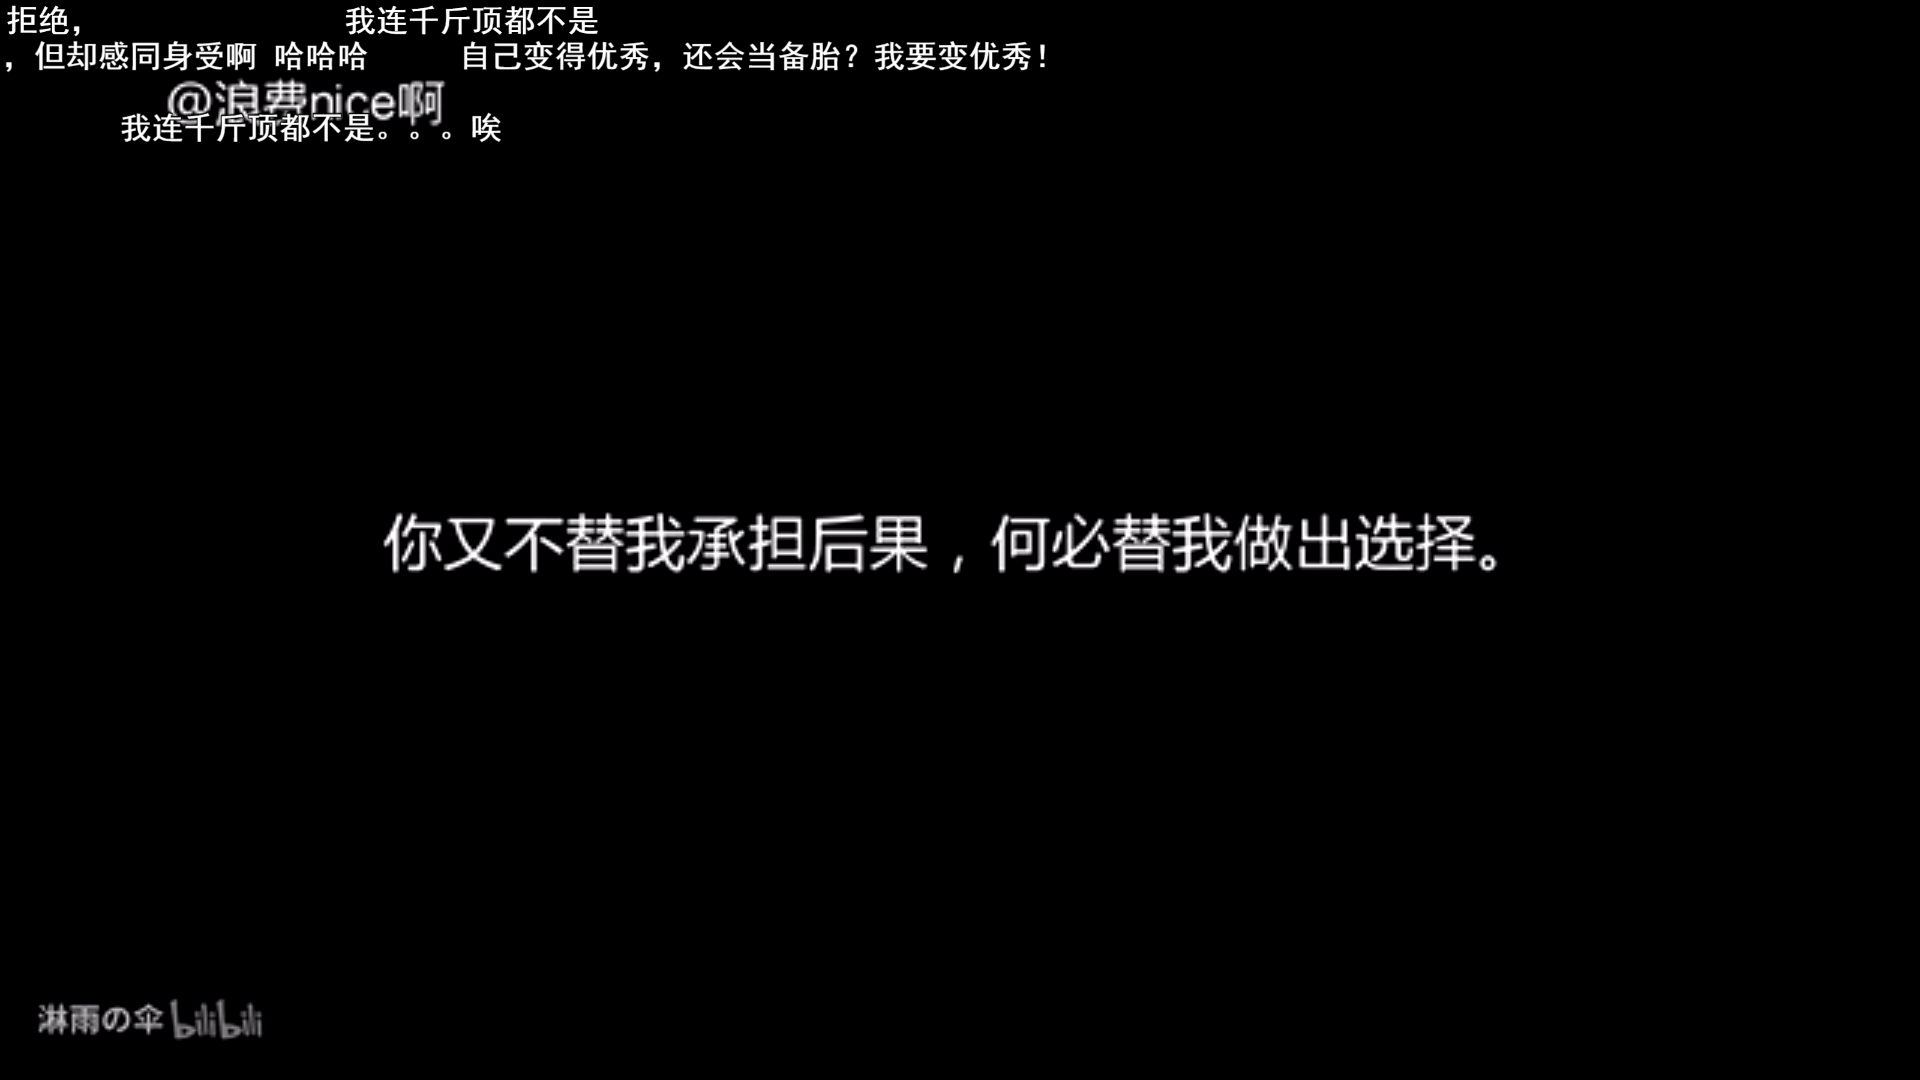 拒绝，
我连千斤顶都不是
，但却感同身受啊 哈哈哈
自己变得优秀，还会当备胎？我要变优秀！
@浪费nice啊
我连千斤顶都不是。。。唉
你又不替我承担后果，何必替我做出选择。
淋雨の伞 bilibili